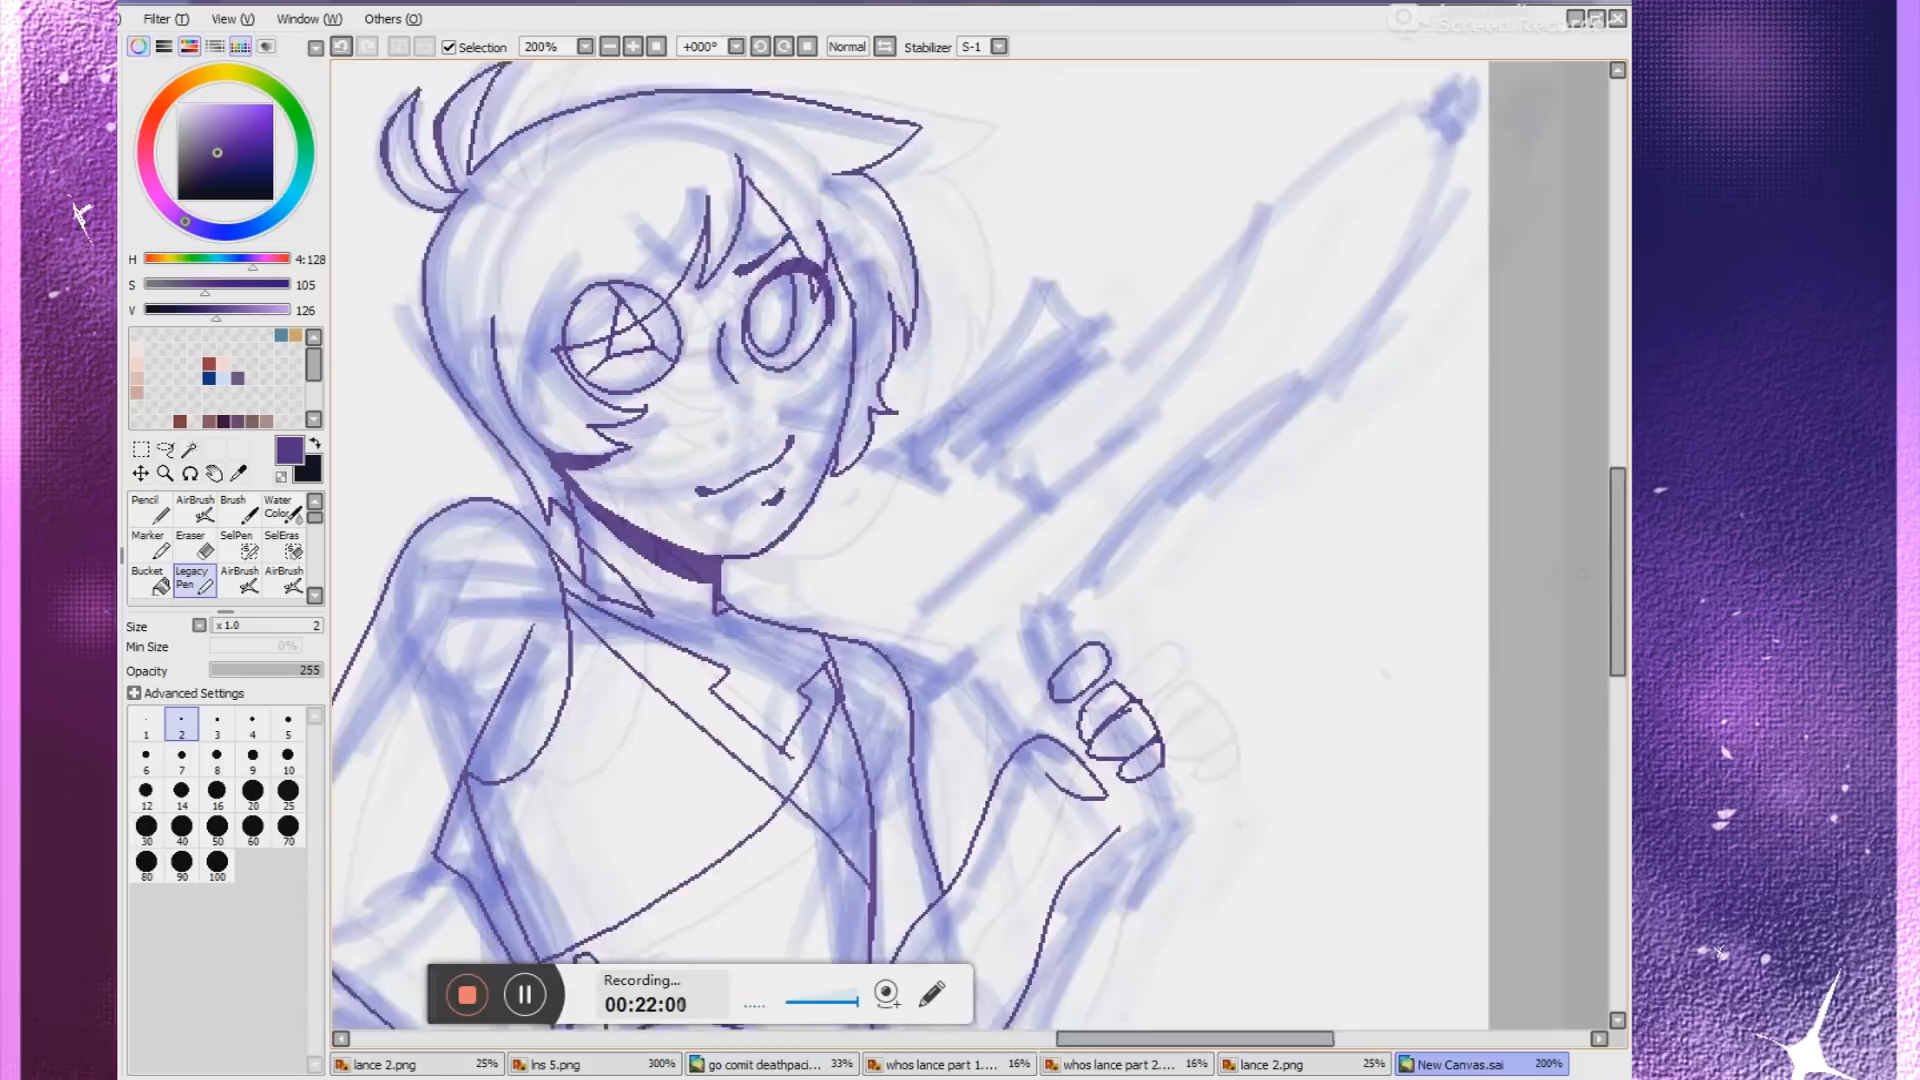 Filter (T) View (V) Window (W) Others (O)
Screen Recorder
Selection 200% +000° Normal Stabilizer S-1
H 4:128
S 105
V 126
Pencil AirBrush Brush Water Color
Marker Eraser SelPen SelEras
Bucket Legacy Pen AirBrush AirBrush
Size x 1.0 2
Min Size 0%
Opacity 255
Advanced Settings
1 2 3 4 5
6 7 8 9 10
12 14 16 20 25
30 40 50 60 70
80 90 100
Recording...
00:22:00
lance 2.png 25% lns 5.png 300% go comit deathpaci... 33% whos lance part 1.... 16% whos lance part 2.... 16% lance 2.png 25% New Canvas.sai 200%